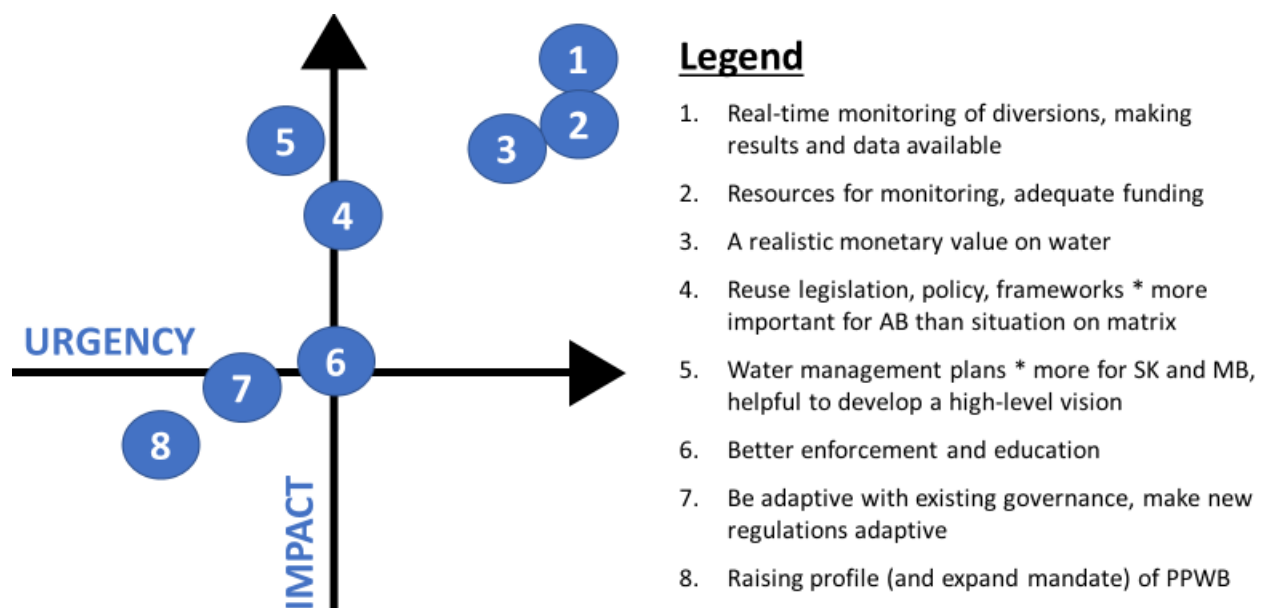 1
2
3
5
4
URGENCY
6
7
8
IMPACT
Legend
1. Real-time monitoring of diversions, making
results and data available
2. Resources for monitoring, adequate funding
3. A realistic monetary value on water
4. Reuse legislation, policy, frameworks * more
important for AB than situation on matrix
5. Water management plans * more for SK and MB,
helpful to develop a high-level vision
6. Better enforcement and education
7. Be adaptive with existing governance, make new
regulations adaptive
8. Raising profile (and expand mandate) of PPWB